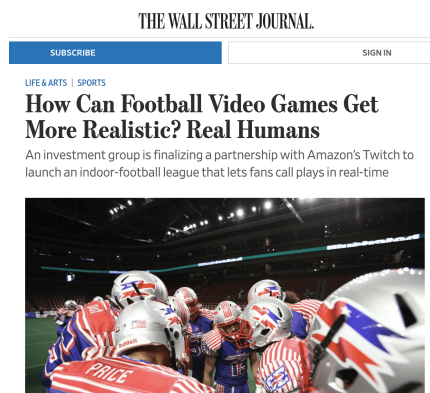 THE WALL STREET JOURNAL.
SUBSCRIBE
SIGN IN
LIFE & ARTS | SPORTS
How Can Football Video Games Get
More Realistic? Real Humans
An investment group is finalizing a partnership with Amazon's Twitch to
launch an indoor-football league that lets fans call plays in real-time
Riddell
PRICE